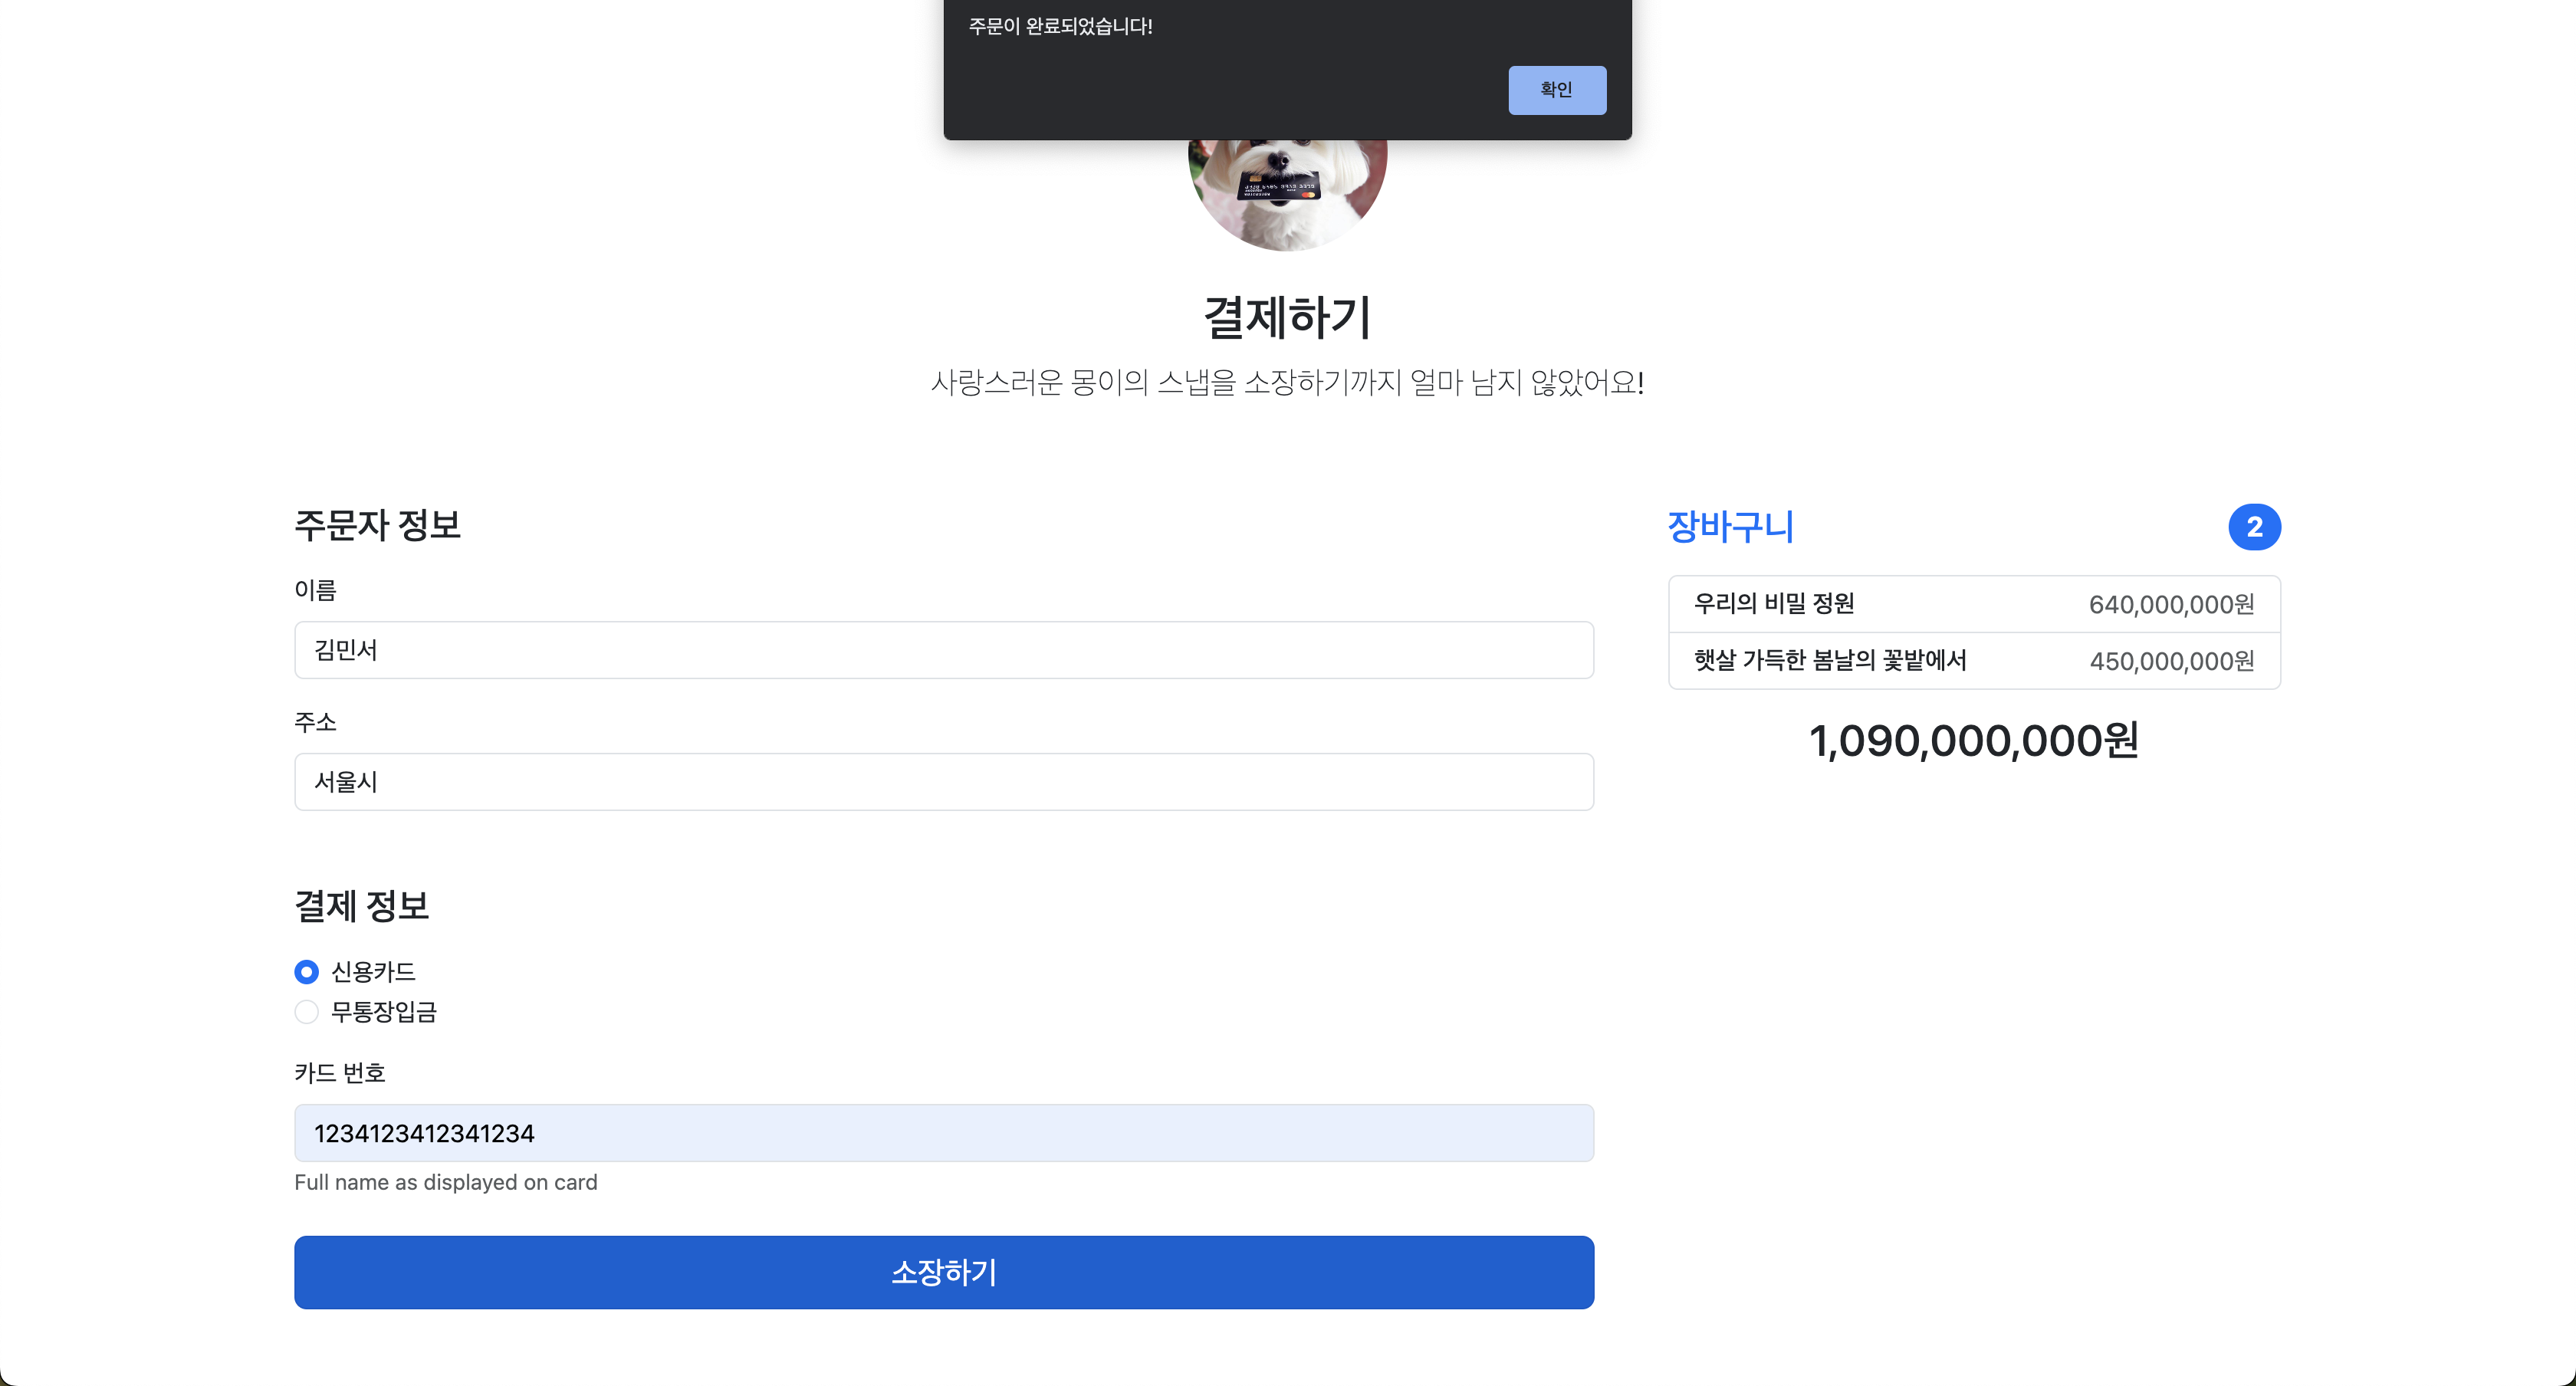 주문이 완료되었습니다!
확인
결제하기
사랑스러운 몽이의 스냅을 소장하기까지 얼마 남지 않았어요!
주문자 정보
이름
김민서
주소
서울시
결제 정보
신용카드
무통장입금
카드 번호
1234123412341234
Full name as displayed on card
소장하기
장바구니 2
우리의 비밀 정원 640,000,000원
햇살 가득한 봄날의 꽃밭에서 450,000,000원
1,090,000,000원